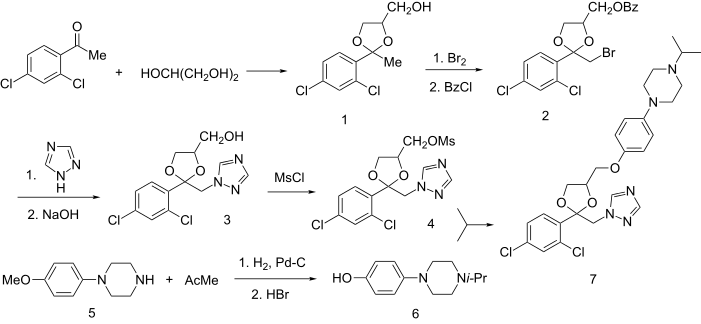 O
Me
Cl
Cl
+
HOCH(CH₂OH)₂
OH
O
O
Me
Cl
Cl
1
1. Br₂
2. BzCl
OBz
O
O
Br
Cl
Cl
2
N
N
N
H
1.
2. NaOH
OH
O
O
N
N
N
Cl
Cl
3
MsCl
OMs
O
O
N
N
N
Cl
Cl
4
N
N
O
O
O
N
N
N
Cl
Cl
7
MeO
N
NH
5
+
AcMe
1. H₂, Pd-C
2. HBr
HO
N
Ni-Pr
6